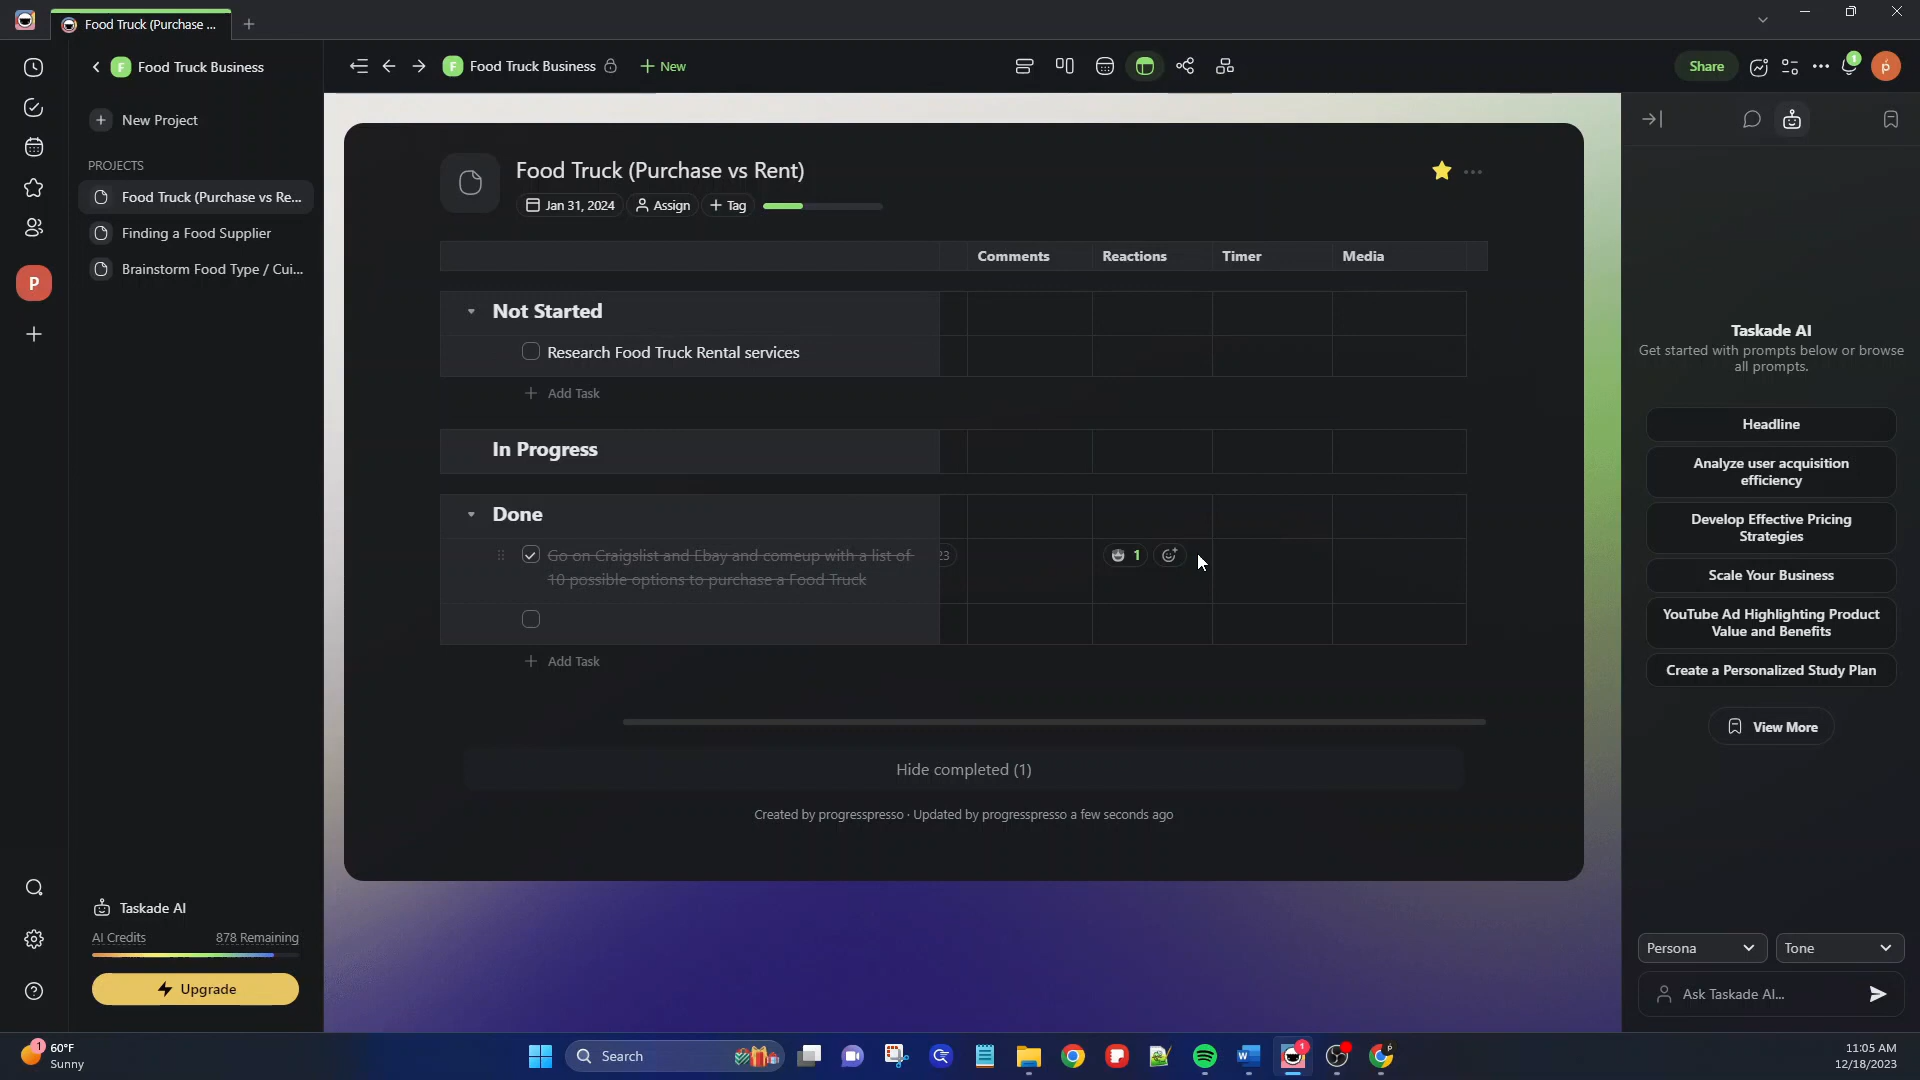 Food Truck (Purchase ...
Food Truck Business
Food Truck Business
New
Share
1
New Project
PROJECTS
Food Truck (Purchase vs Re...
Finding a Food Supplier
Brainstorm Food Type / Cui...
P
Food Truck (Purchase vs Rent)
Jan 31, 2024
Assign
Tag
Comments
Reactions
Timer
Media
Not Started
Research Food Truck Rental services
Add Task
In Progress
Done
Go on Craigslist and Ebay and comeup with a list of
10 possible options to purchase a Food Truck
23
1
Add Task
Hide completed (1)
Created by progresspresso · Updated by progresspresso a few seconds ago
Taskade AI
Get started with prompts below or browse
all prompts.
Headline
Analyze user acquisition
efficiency
Develop Effective Pricing
Strategies
Scale Your Business
YouTube Ad Highlighting Product
Value and Benefits
Create a Personalized Study Plan
View More
Persona
Tone
Ask Taskade AI...
Taskade AI
AI Credits
878 Remaining
Upgrade
1
60°F
Sunny
Search
1
11:05 AM
12/18/2023